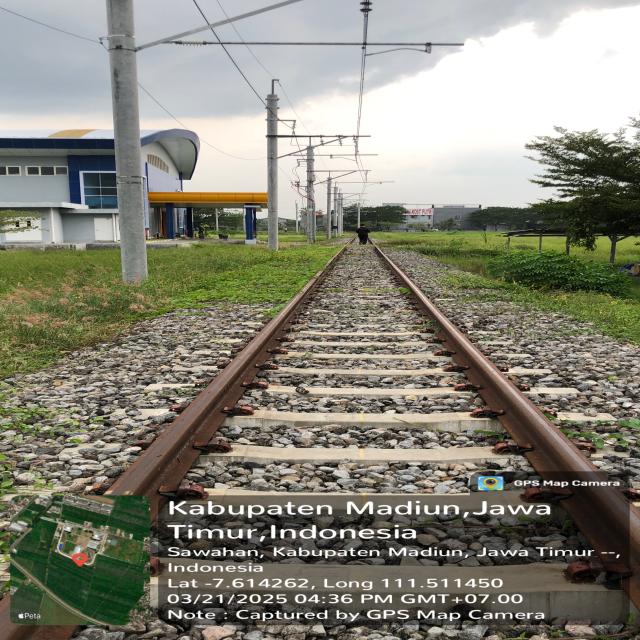 GPS Map Camera
Kabupaten Madiun,Jawa
Timur,Indonesia
Sawahan, Kabupaten Madiun, Jawa Timur --,
Indonesia
Lat -7.614262, Long 111.511450
03/21/2025 04:36 PM GMT+07.00
Note : Captured by GPS Map Camera
Peta